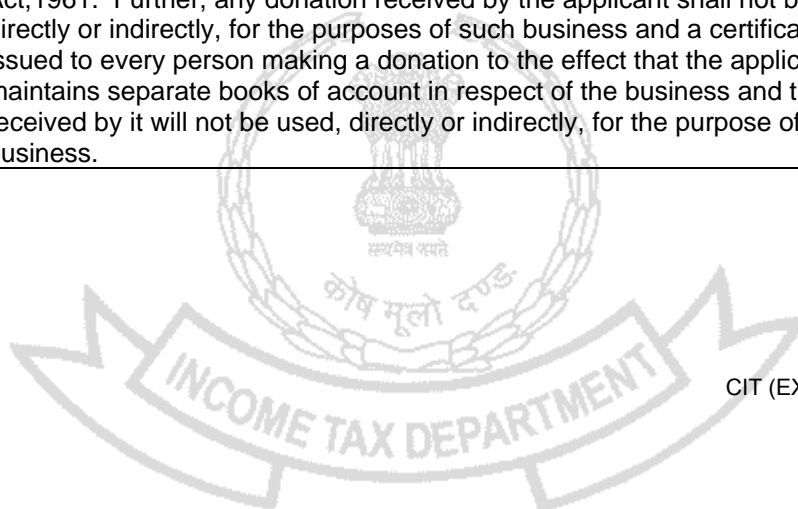 Act,1961. Further, any donation received by the applicant shall not b
directly or indirectly, for the purposes of such business and a certifica
issued to every person making a donation to the effect that the applic
maintains separate books of account in respect of the business and t
received by it will not be used, directly or indirectly, for the purpose of
business.
सत्यमेव जयते
कोष मूलो दण्डः
INCOME TAX DEPARTMENT
CIT (EX